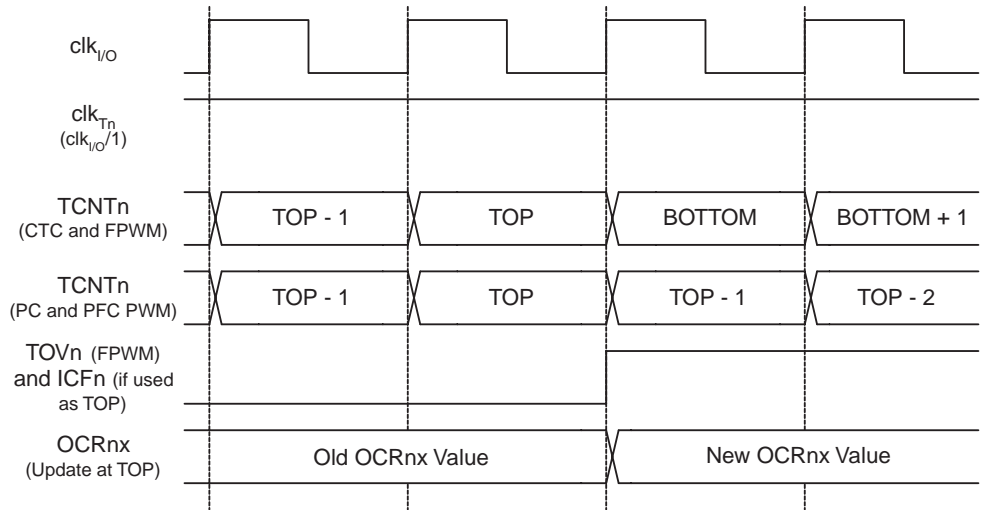 clkI/O
clkTn
(clkI/O/1)
TCNTn
(CTC and FPWM)
TOP - 1
TOP
BOTTOM
BOTTOM + 1
TCNTn
(PC and PFC PWM)
TOP - 1
TOP
TOP - 1
TOP - 2
TOVn (FPWM)
and ICFn (if used
as TOP)
OCRnx
(Update at TOP)
Old OCRnx Value
New OCRnx Value